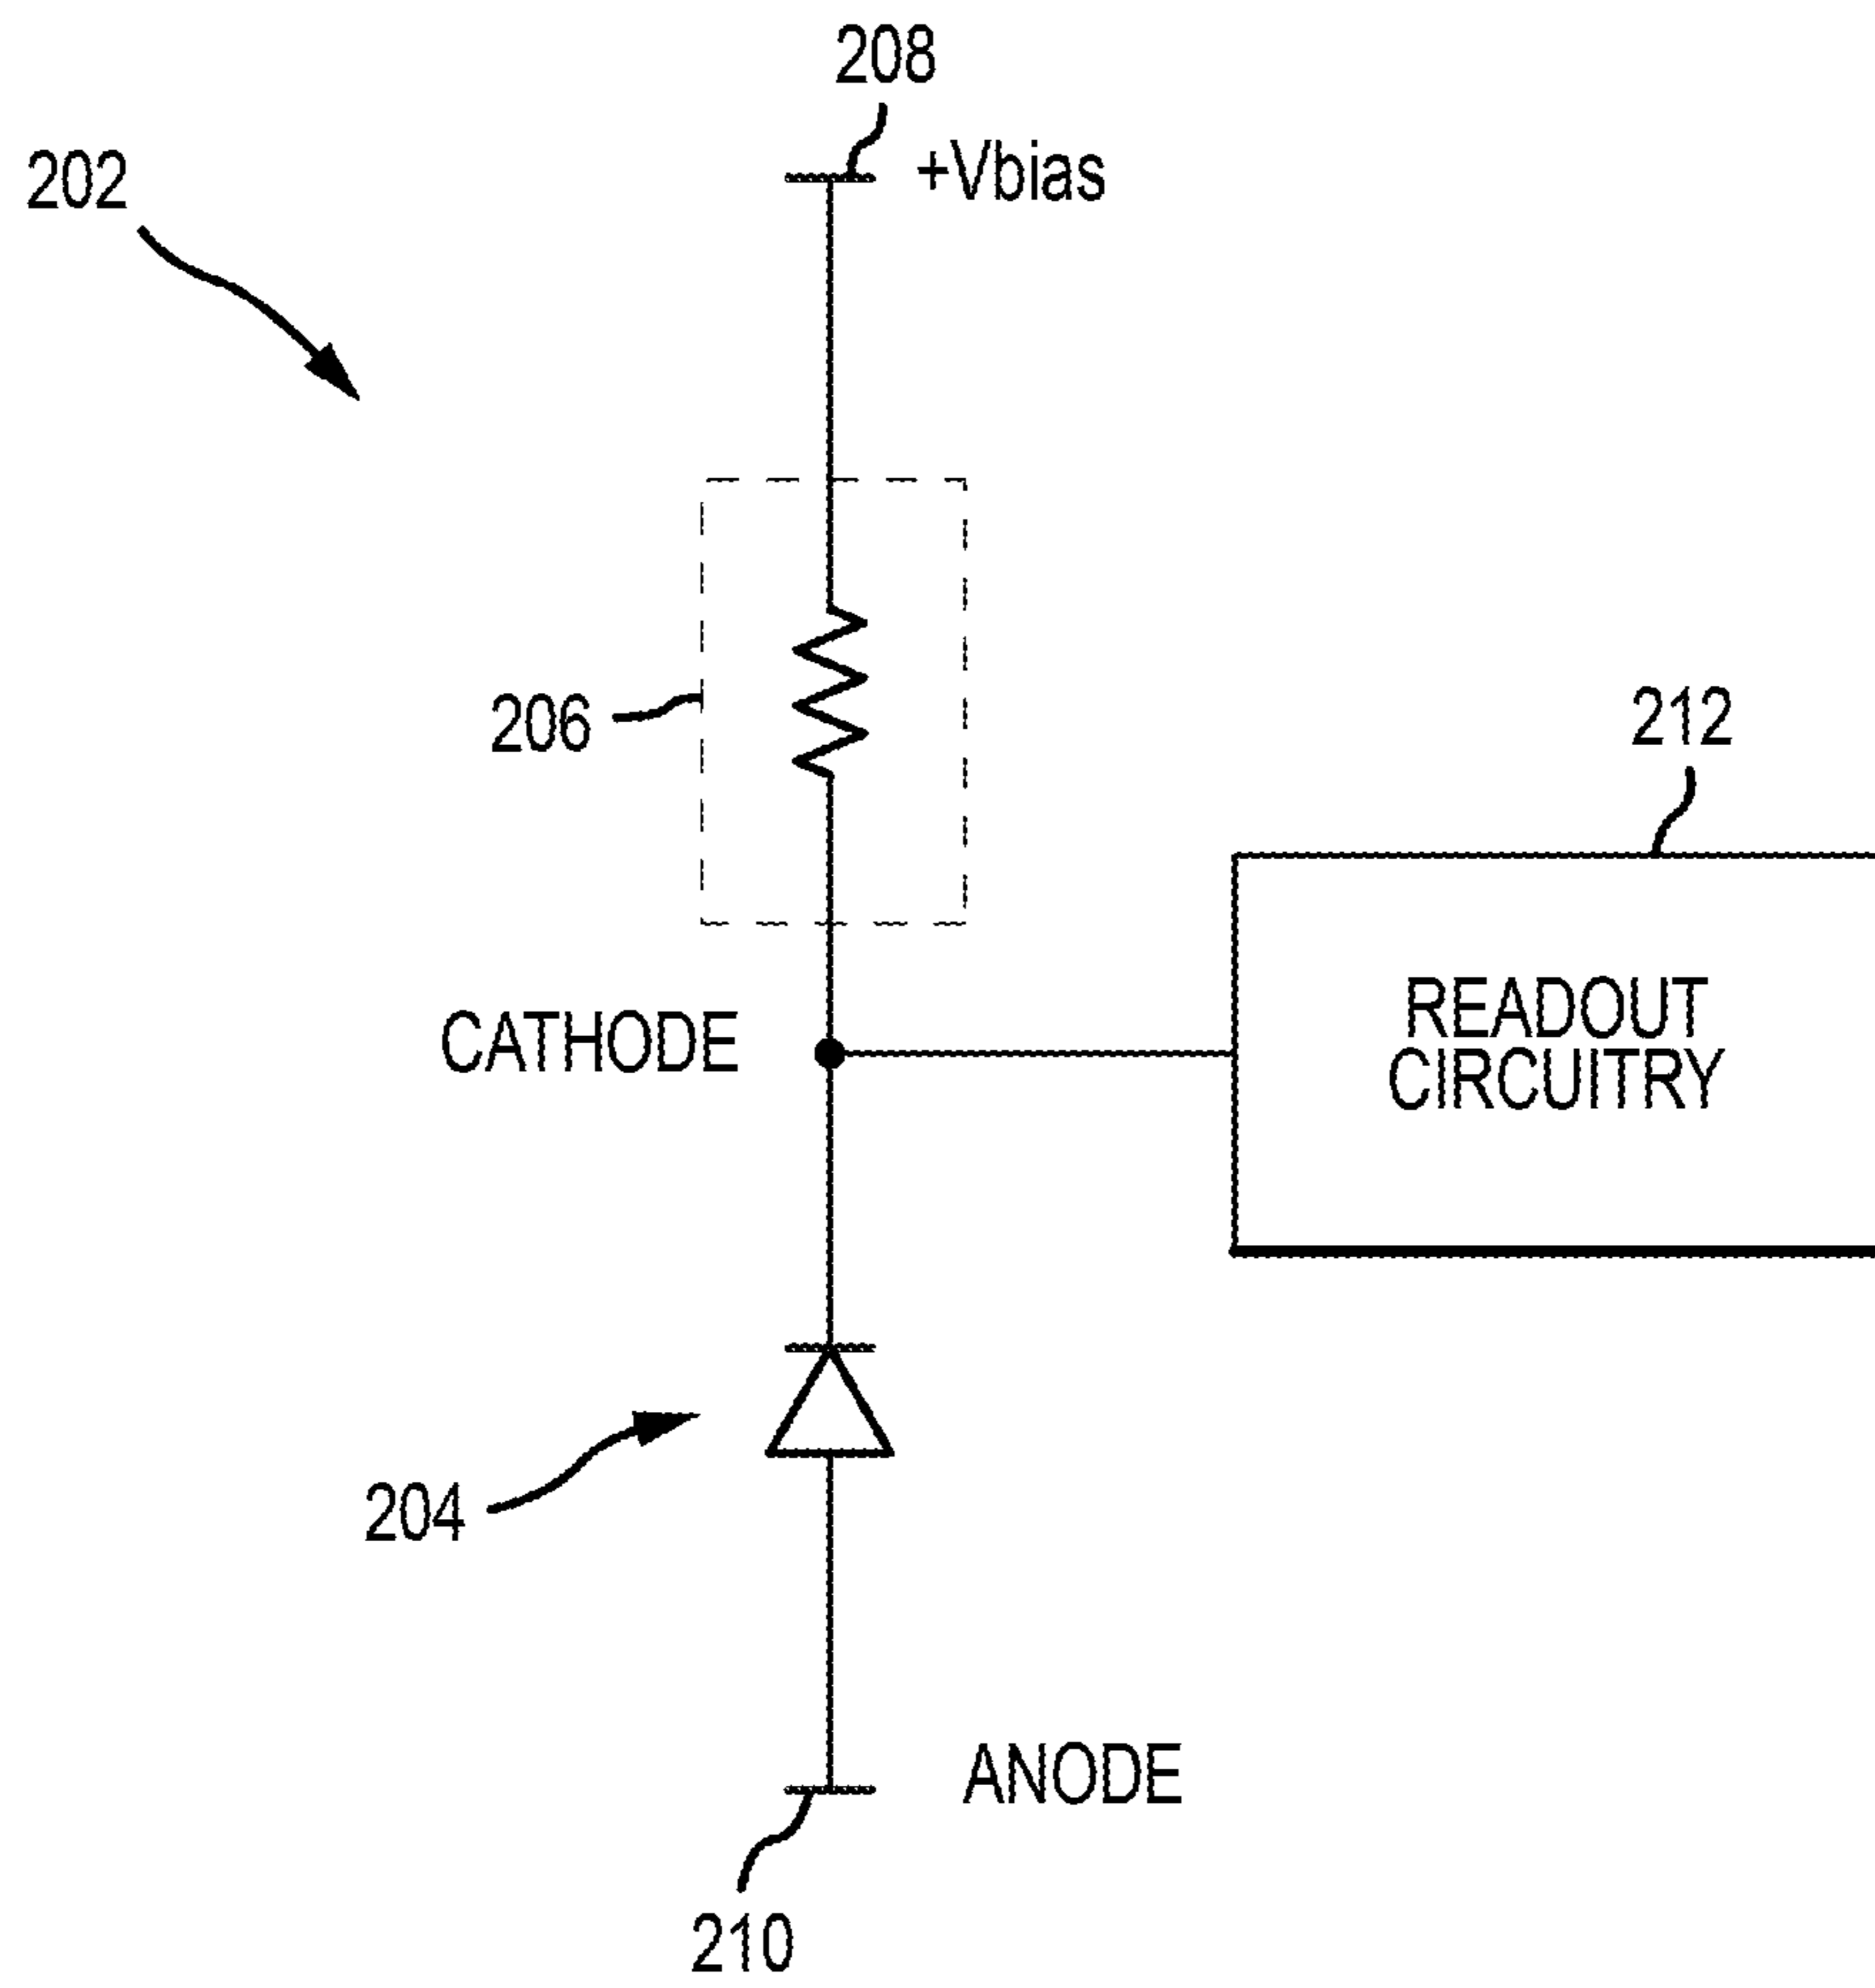 208
+Vbias
202
206
212
READOUT
CIRCUITRY
CATHODE
204
ANODE
210